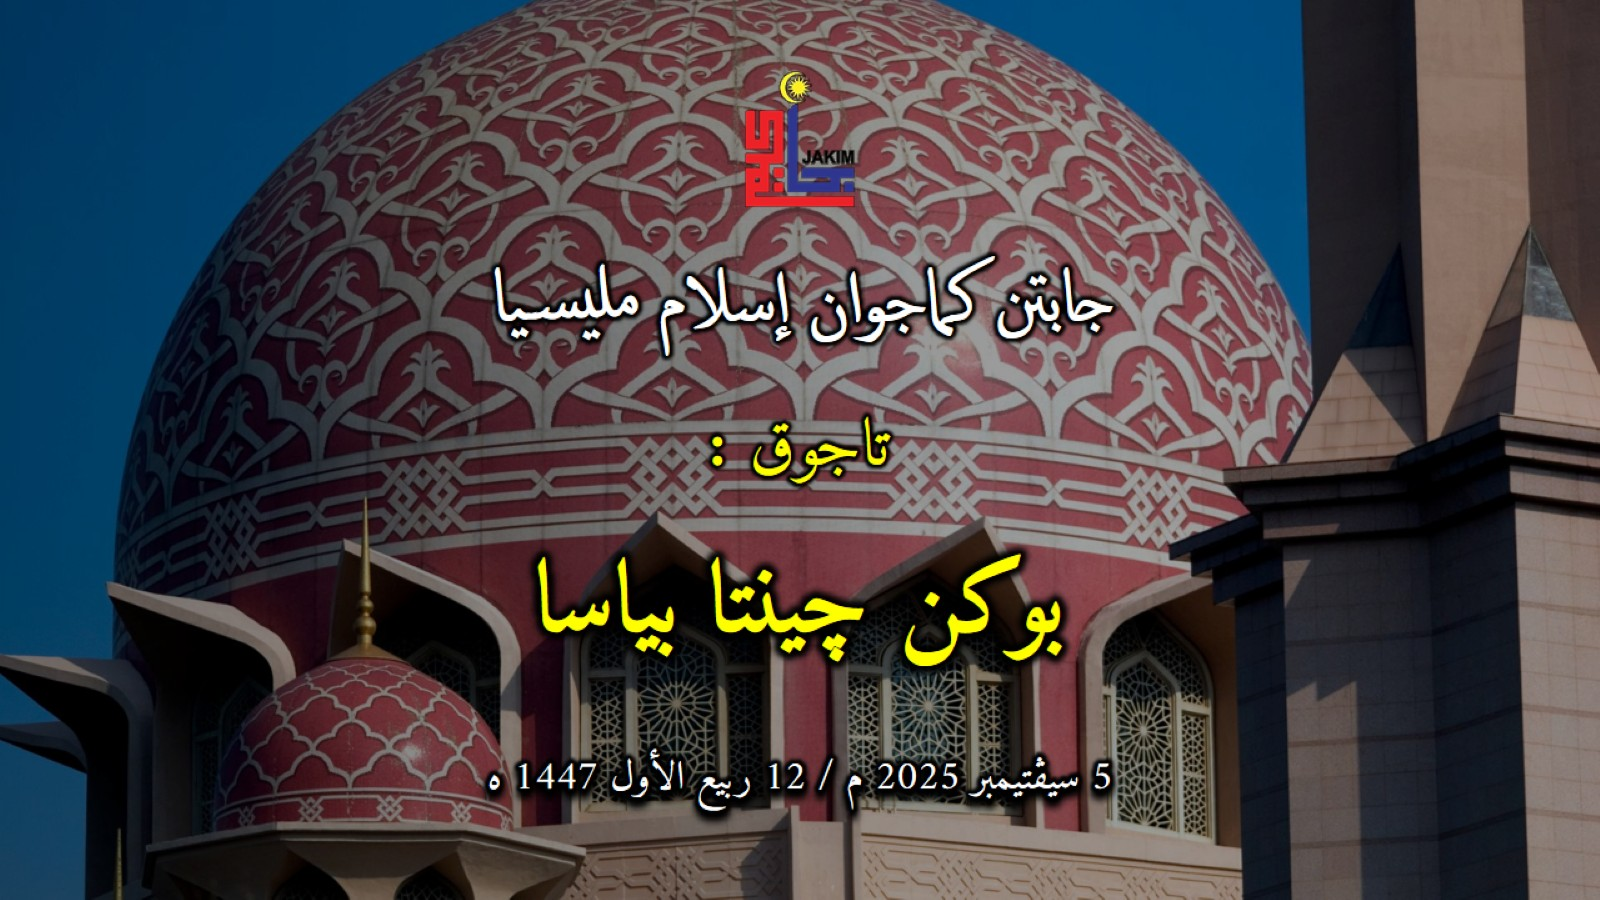 JAKIM
جابتن كماجوان إسلام مليسيا
تاجوق :
بوكن چينتا بياسا
5 سيڤتيمبر 2025 م / 12 ربيع الأول 1447 ه